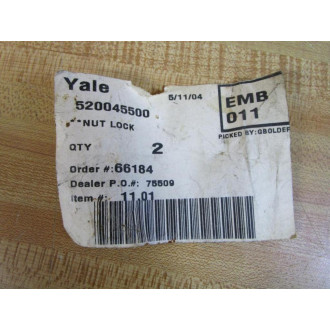 Yale
520045500
5/11/04
EMB
011
**NUT LOCK
PICKED BY:GBOLDEF
QTY 2
Order #:66184
Dealer P.O.#: 75509
Item #: 11.01